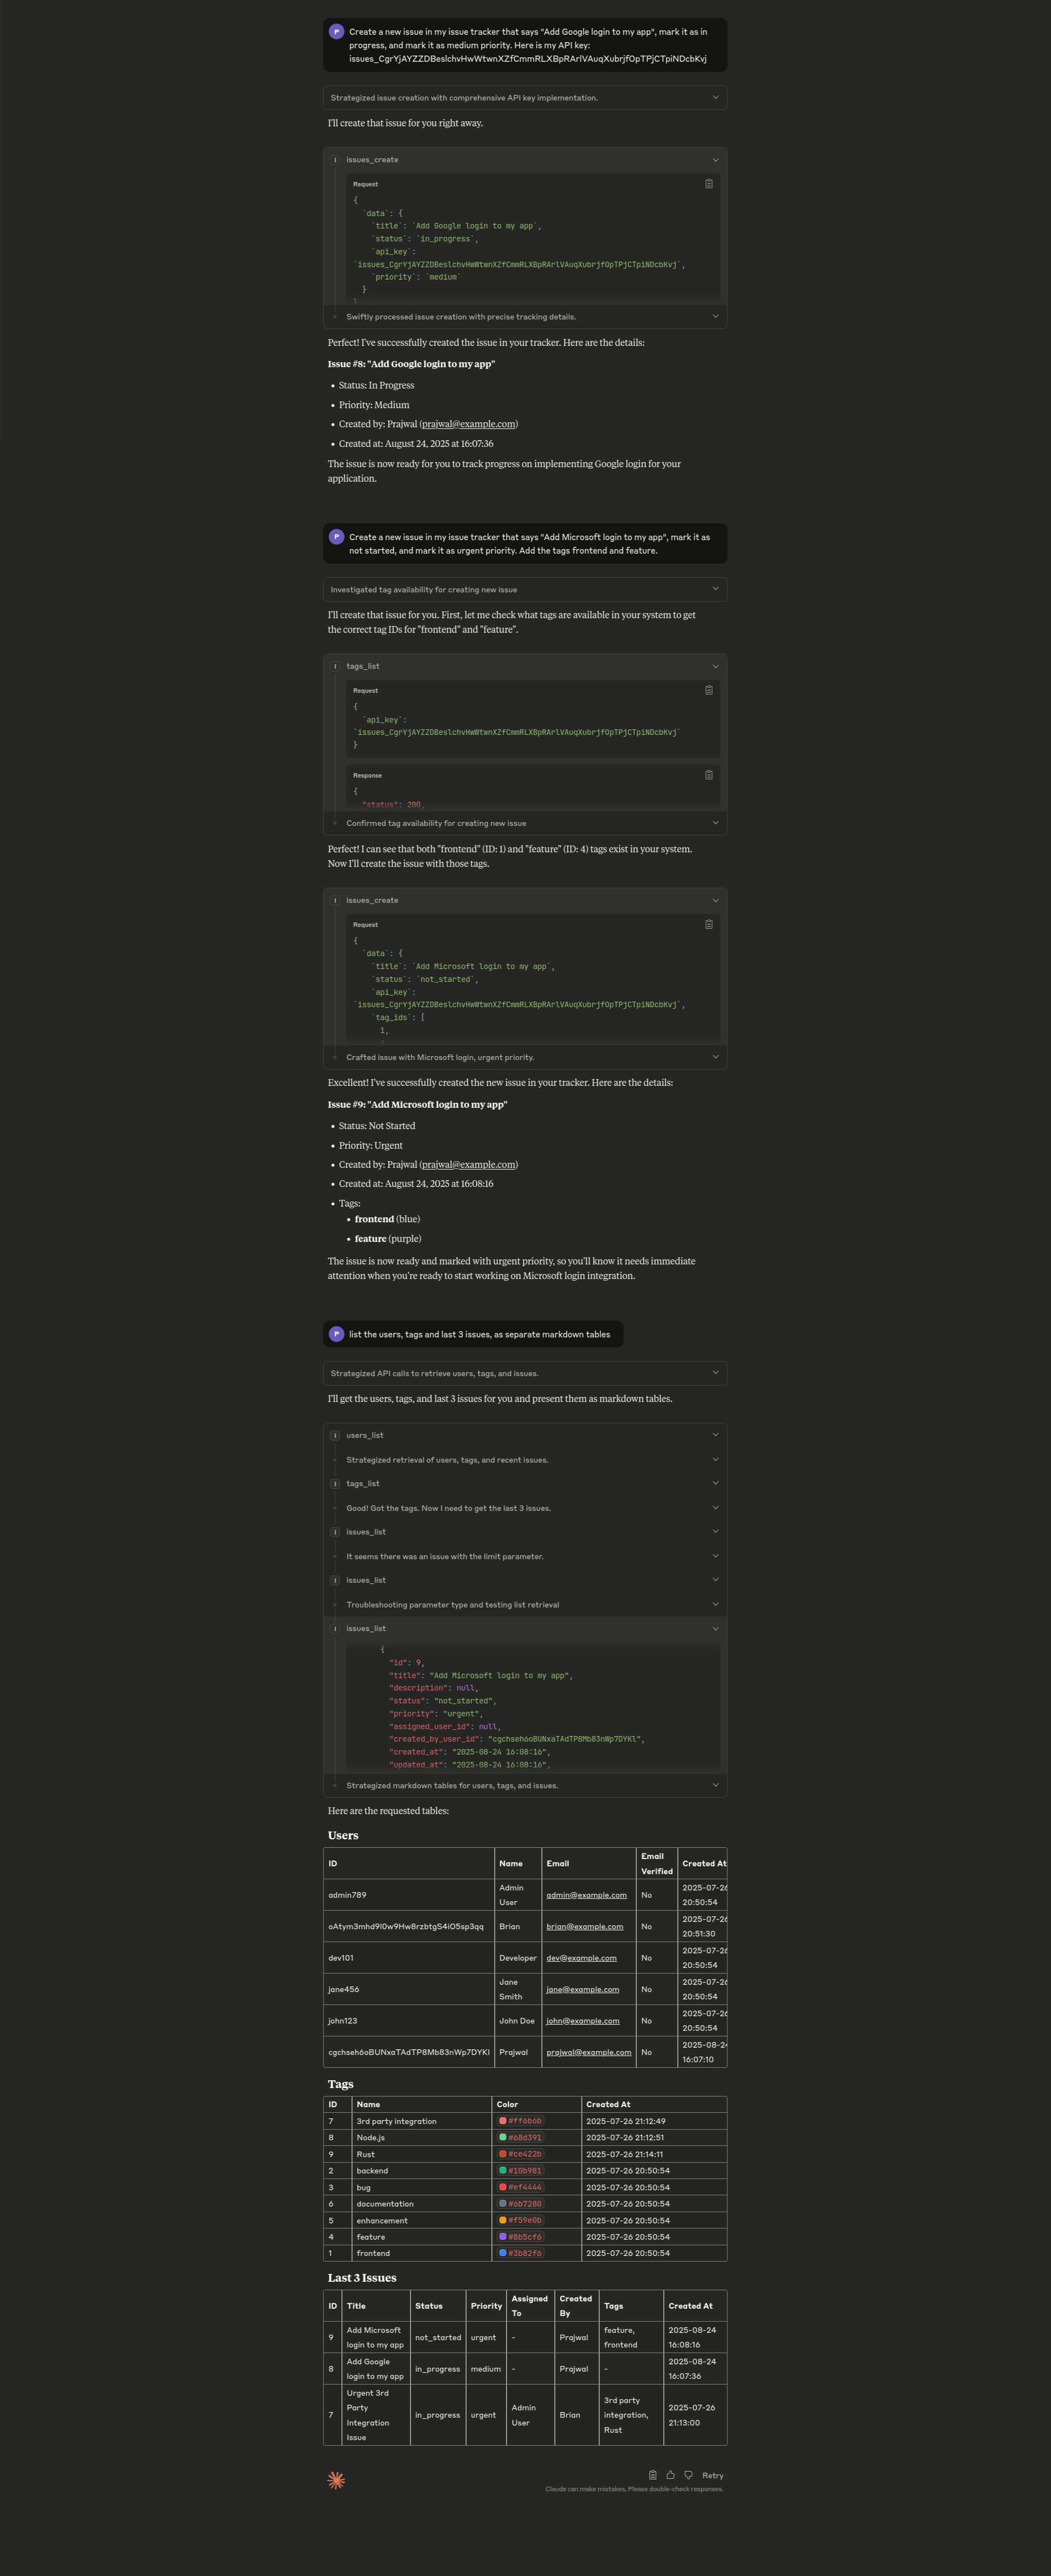 P
Create a new issue in my issue tracker that says "Add Google login to my app", mark it as in
progress, and mark it as medium priority. Here is my API key:
issues_CgrYjAYZZDBeslchvHwWtwnXZfCmmRLXBpRArlVAuqXubrjfOpTPjCTpiNDcbKvj
Strategized issue creation with comprehensive API key implementation.
I'll create that issue for you right away.
I
issues_create
Request
{
`data`: {
`title`: `Add Google login to my app`,
`status`: `in_progress`,
`api_key`:
`issues_CgrYjAYZZDBeslchvHwWtwnXZfCmmRLXBpRArlVAuqXubrjfOpTPjCTpiNDcbKvj`,
`priority`: `medium`
}
}
Swiftly processed issue creation with precise tracking details.
Perfect! I've successfully created the issue in your tracker. Here are the details:
Issue #8: "Add Google login to my app"
• Status: In Progress
• Priority: Medium
• Created by: Prajwal (prajwal@example.com)
• Created at: August 24, 2025 at 16:07:36
The issue is now ready for you to track progress on implementing Google login for your
application.
P
Create a new issue in my issue tracker that says "Add Microsoft login to my app", mark it as
not started, and mark it as urgent priority. Add the tags frontend and feature.
Investigated tag availability for creating new issue
I'll create that issue for you. First, let me check what tags are available in your system to get
the correct tag IDs for "frontend" and "feature".
I
tags_list
Request
{
`api_key`:
`issues_CgrYjAYZZDBeslchvHwWtwnXZfCmmRLXBpRArlVAuqXubrjfOpTPjCTpiNDcbKvj`
}
Response
{
"status": 200,
Confirmed tag availability for creating new issue
Perfect! I can see that both "frontend" (ID: 1) and "feature" (ID: 4) tags exist in your system.
Now I'll create the issue with those tags.
I
issues_create
Request
{
`data`: {
`title`: `Add Microsoft login to my app`,
`status`: `not_started`,
`api_key`:
`issues_CgrYjAYZZDBeslchvHwWtwnXZfCmmRLXBpRArlVAuqXubrjfOpTPjCTpiNDcbKvj`,
`tag_ids`: [
1,
Crafted issue with Microsoft login, urgent priority.
Excellent! I've successfully created the new issue in your tracker. Here are the details:
Issue #9: "Add Microsoft login to my app"
• Status: Not Started
• Priority: Urgent
• Created by: Prajwal (prajwal@example.com)
• Created at: August 24, 2025 at 16:08:16
• Tags:
• frontend (blue)
• feature (purple)
The issue is now ready and marked with urgent priority, so you'll know it needs immediate
attention when you're ready to start working on Microsoft login integration.
P
list the users, tags and last 3 issues, as separate markdown tables
Strategized API calls to retrieve users, tags, and issues.
I'll get the users, tags, and last 3 issues for you and present them as markdown tables.
I
users_list
Strategized retrieval of users, tags, and recent issues.
I
tags_list
Good! Got the tags. Now I need to get the last 3 issues.
I
issues_list
It seems there was an issue with the limit parameter.
I
issues_list
Troubleshooting parameter type and testing list retrieval
I
issues_list
{
"id": 9,
"title": "Add Microsoft login to my app",
"description": null,
"status": "not_started",
"priority": "urgent",
"assigned_user_id": null,
"created_by_user_id": "cgchseh6oBUNxaTAdTP8Mb83nWp7DYKl",
"created_at": "2025-08-24 16:08:16",
"updated_at": "2025-08-24 16:08:16",
Strategized markdown tables for users, tags, and issues.
Here are the requested tables:
Users
ID Name Email Email Verified Created At
admin789 Admin User admin@example.com No 2025-07-26 20:50:54
oAtym3mhd9l0w9Hw8rzbtgS4iO5sp3qq Brian brian@example.com No 2025-07-26 20:51:30
dev101 Developer dev@example.com No 2025-07-26 20:50:54
jane456 Jane Smith jane@example.com No 2025-07-26 20:50:54
john123 John Doe john@example.com No 2025-07-26 20:50:54
cgchseh6oBUNxaTAdTP8Mb83nWp7DYKl Prajwal prajwal@example.com No 2025-08-24 16:07:10
Tags
ID Name Color Created At
7 3rd party integration #ff6b6b 2025-07-26 21:12:49
8 Node.js #68d391 2025-07-26 21:12:51
9 Rust #ce422b 2025-07-26 21:14:11
2 backend #10b981 2025-07-26 20:50:54
3 bug #ef4444 2025-07-26 20:50:54
6 documentation #6b7280 2025-07-26 20:50:54
5 enhancement #f59e0b 2025-07-26 20:50:54
4 feature #8b5cf6 2025-07-26 20:50:54
1 frontend #3b82f6 2025-07-26 20:50:54
Last 3 Issues
ID Title Status Priority Assigned To Created By Tags Created At
9 Add Microsoft login to my app not_started urgent - Prajwal feature, frontend 2025-08-24 16:08:16
8 Add Google login to my app in_progress medium - Prajwal - 2025-08-24 16:07:36
7 Urgent 3rd Party Integration Issue in_progress urgent Admin User Brian 3rd party integration, Rust 2025-07-26 21:13:00
Retry
Claude can make mistakes. Please double-check responses.